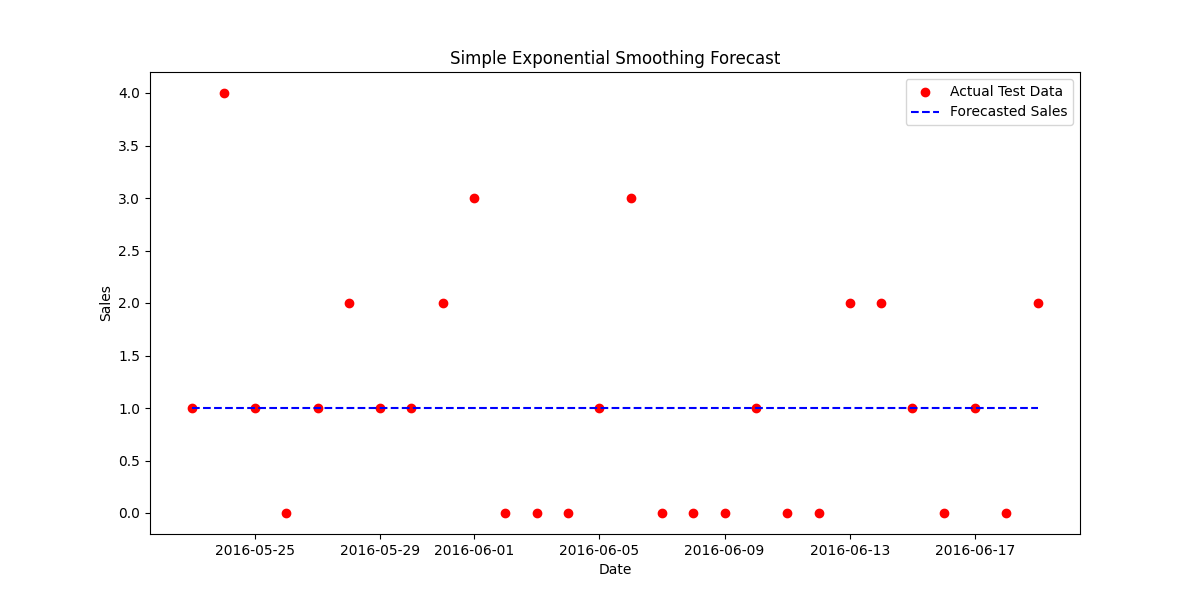 Simple Exponential Smoothing Forecast
Actual Test Data
Forecasted Sales
4.0
3.5
3.0
2.5
2.0
1.5
1.0
0.5
0.0
Sales
2016-05-25 2016-05-29 2016-06-01 2016-06-05 2016-06-09 2016-06-13 2016-06-17
Date